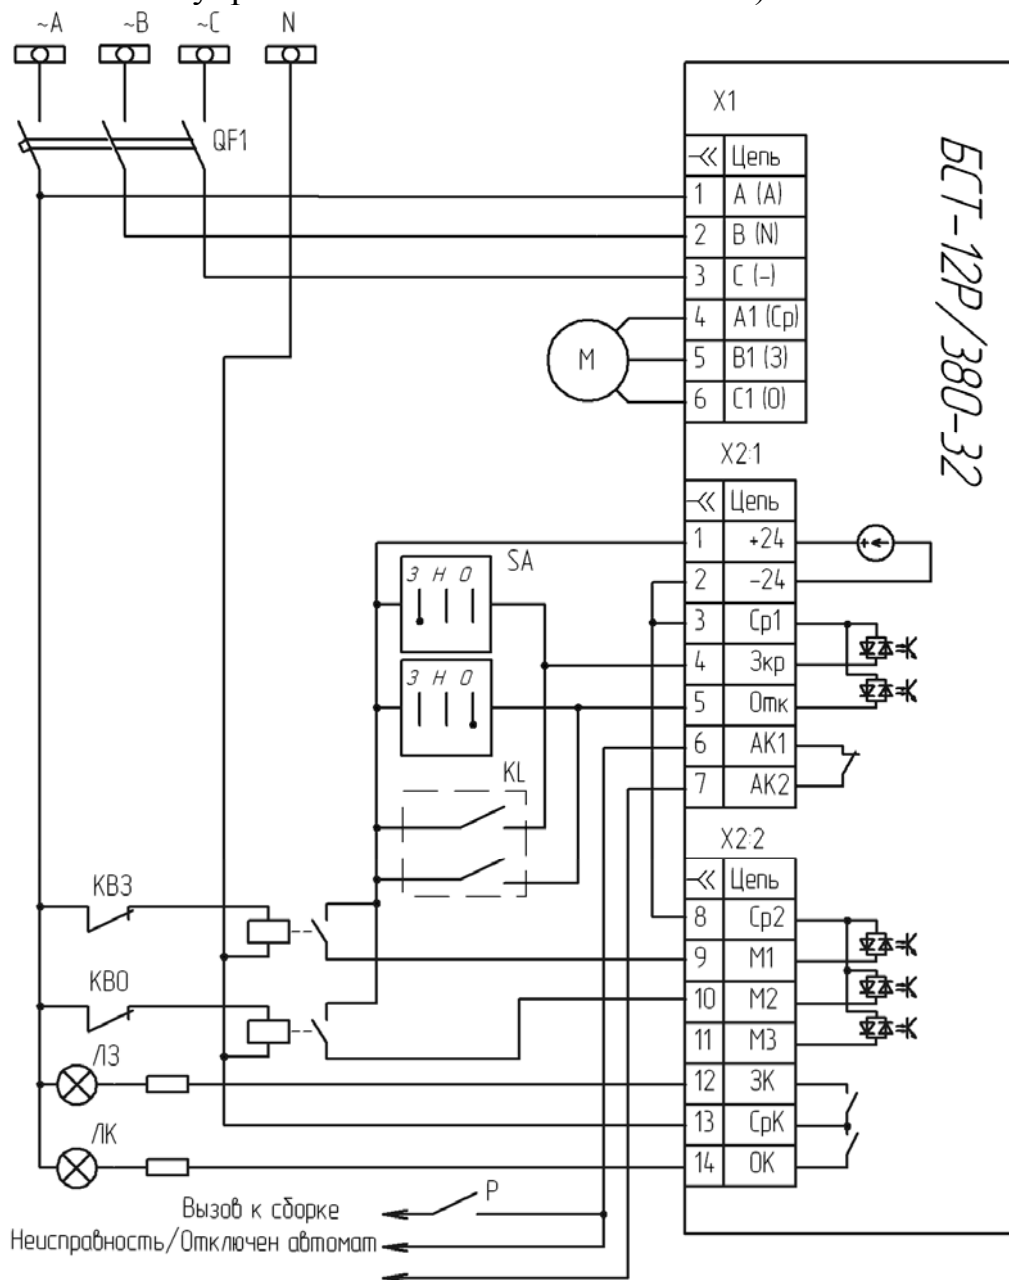 ~A ~B ~C N
QF1
БСТ-12Р/380-32
X1
Цепь
1 A (A)
2 B (N)
3 C (-)
4 A1 (Ср)
5 B1 (З)
6 C1 (О)
M
X2:1
Цепь
1 +24
2 -24
3 Ср1
4 Зкр
5 Отк
6 АК1
7 АК2
SA
З Н О
З Н О
KL
X2:2
Цепь
8 Ср2
9 М1
10 М2
11 М3
12 ЗК
13 СрК
14 ОК
КВЗ
КВО
ЛЗ
ЛК
Р
Вызов к сборке
Неисправность/Отключен автомат